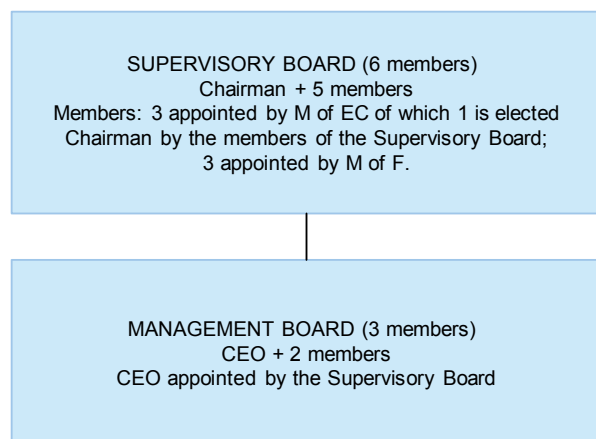 SUPERVISORY BOARD (6 members)
Chairman + 5 members
Members: 3 appointed by M of EC of which 1 is elected
Chairman by the members of the Supervisory Board;
3 appointed by M of F.
MANAGEMENT BOARD (3 members)
CEO + 2 members
CEO appointed by the Supervisory Board